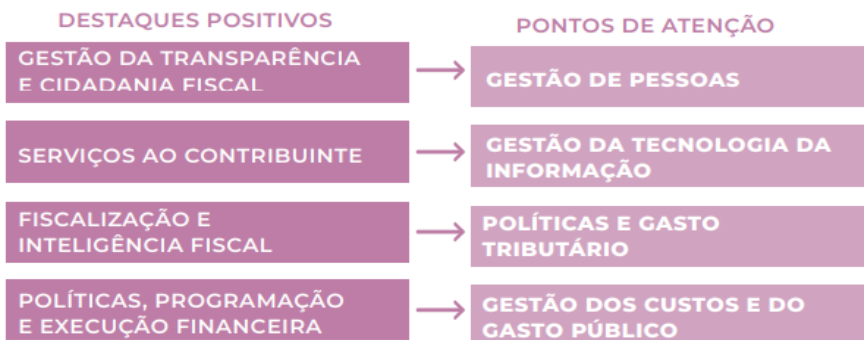 DESTAQUES POSITIVOS
PONTOS DE ATENÇÃO
GESTÃO DA TRANSPARÊNCIA
E CIDADANIA FISCAL
GESTÃO DE PESSOAS
SERVIÇOS AO CONTRIBUINTE
GESTÃO DA TECNOLOGIA DA
INFORMAÇÃO
FISCALIZAÇÃO E
INTELIGÊNCIA FISCAL
POLÍTICAS E GASTO
TRIBUTÁRIO
POLÍTICAS, PROGRAMAÇÃO
E EXECUÇÃO FINANCEIRA
GESTÃO DOS CUSTOS E DO
GASTO PÚBLICO